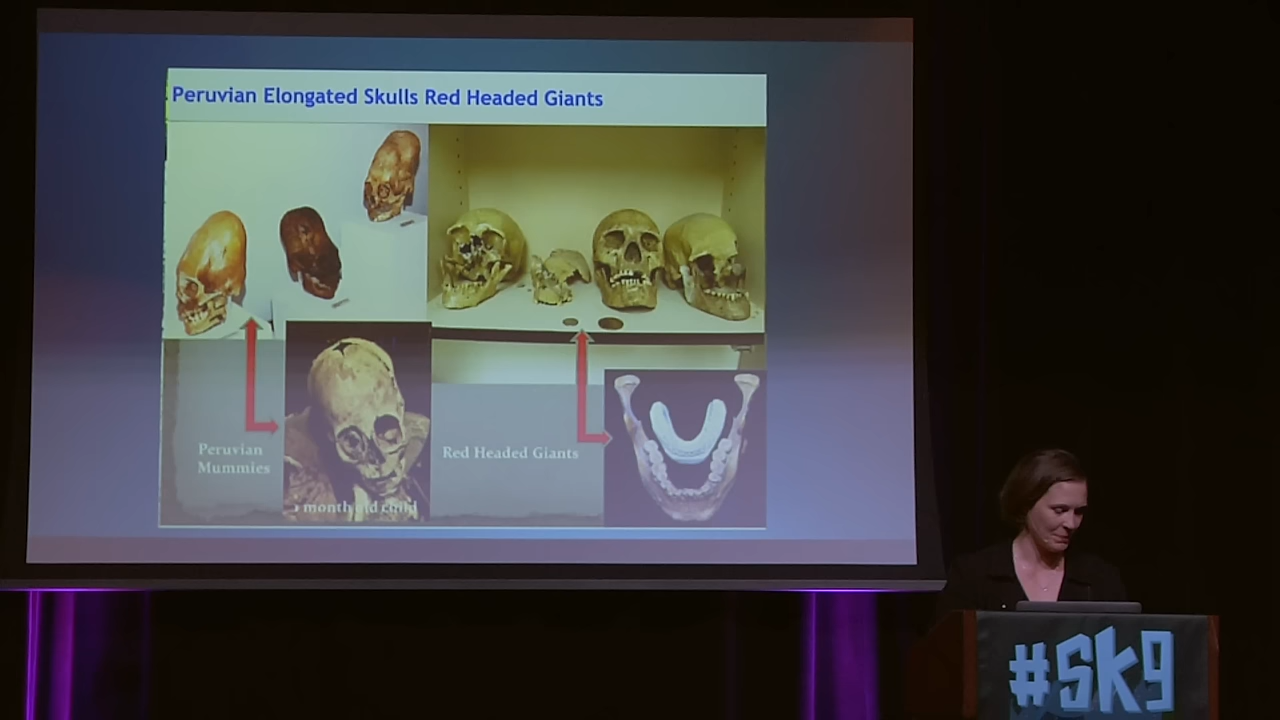 Peruvian Elongated Skulls Red Headed Giants
Peruvian
Mummies
month old child
Red Headed Giants
#SK9